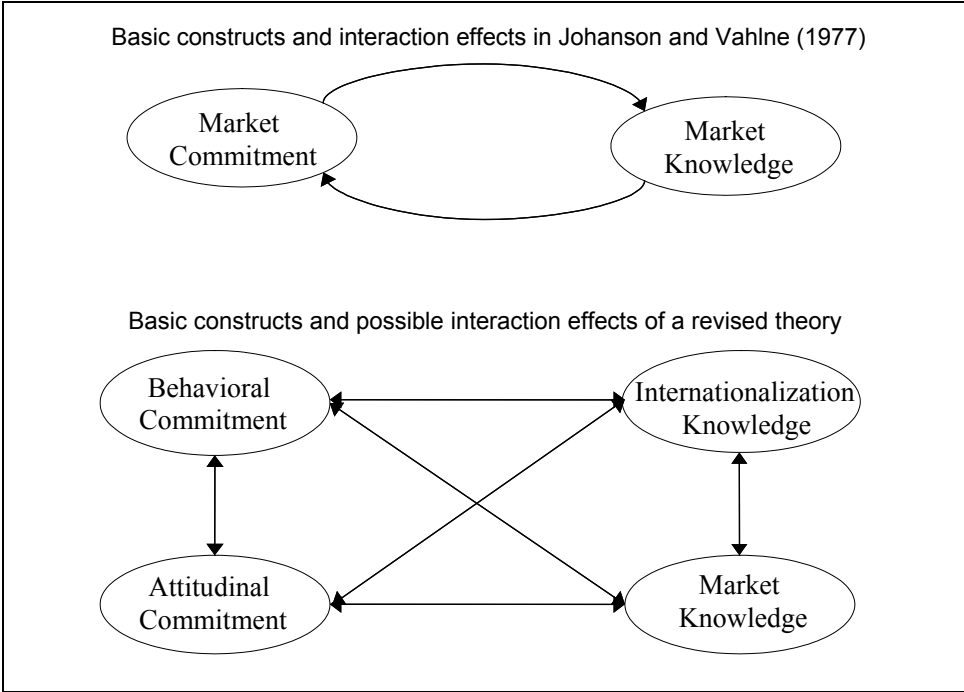 Basic constructs and interaction effects in Johanson and Vahlne (1977)
Market
Commitment
Market
Knowledge
Basic constructs and possible interaction effects of a revised theory
Behavioral
Commitment
Internationalization
Knowledge
Attitudinal
Commitment
Market
Knowledge